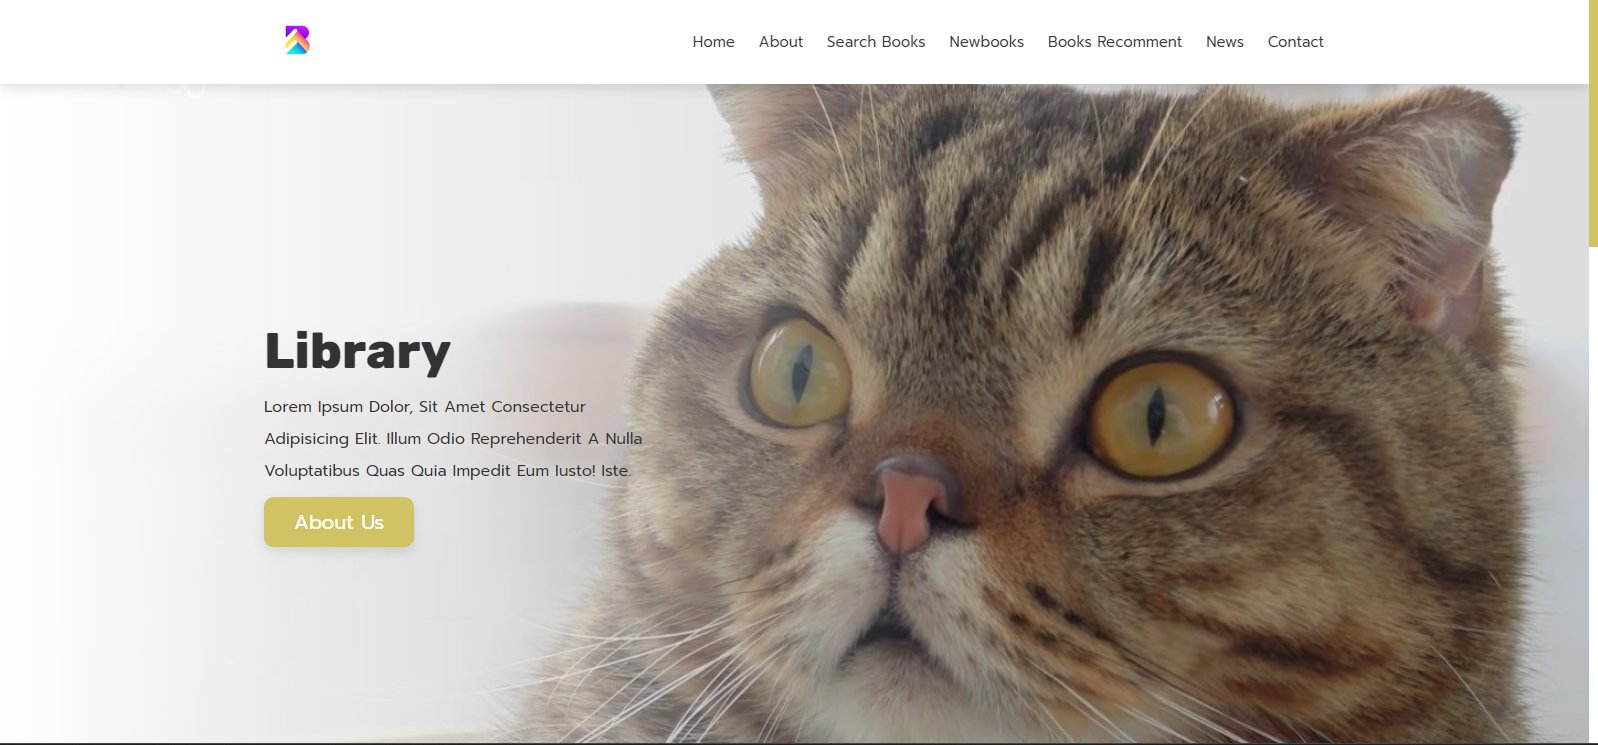 Home About Search Books Newbooks Books Recomment News Contact
Library
Lorem Ipsum Dolor, Sit Amet Consectetur
Adipisicing Elit. Illum Odio Reprehenderit A Nulla
Voluptatibus Quas Quia Impedit Eum Iusto! Iste.
About Us